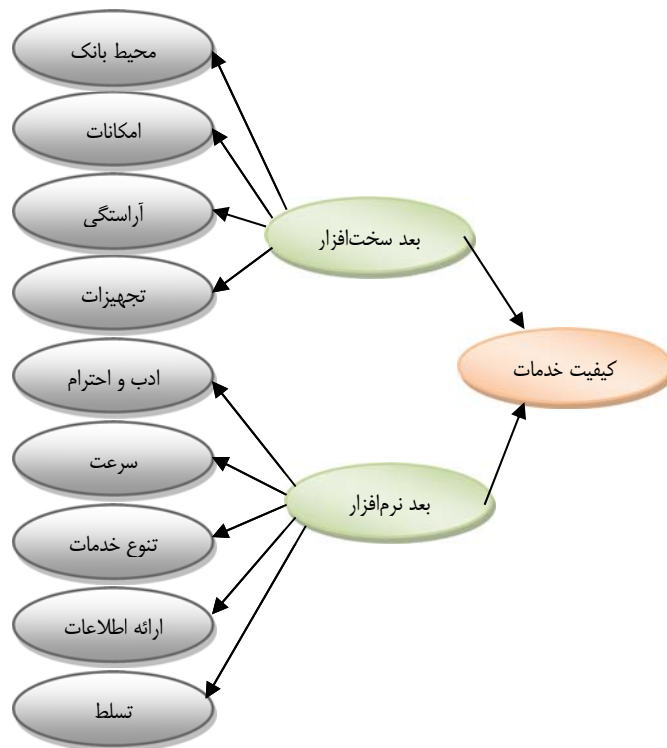 محیط بانک
امکانات
آراستگی
بعد سخت‌افزار
تجهیزات
کیفیت خدمات
ادب و احترام
سرعت
بعد نرم‌افزار
تنوع خدمات
ارائه اطلاعات
تسلط